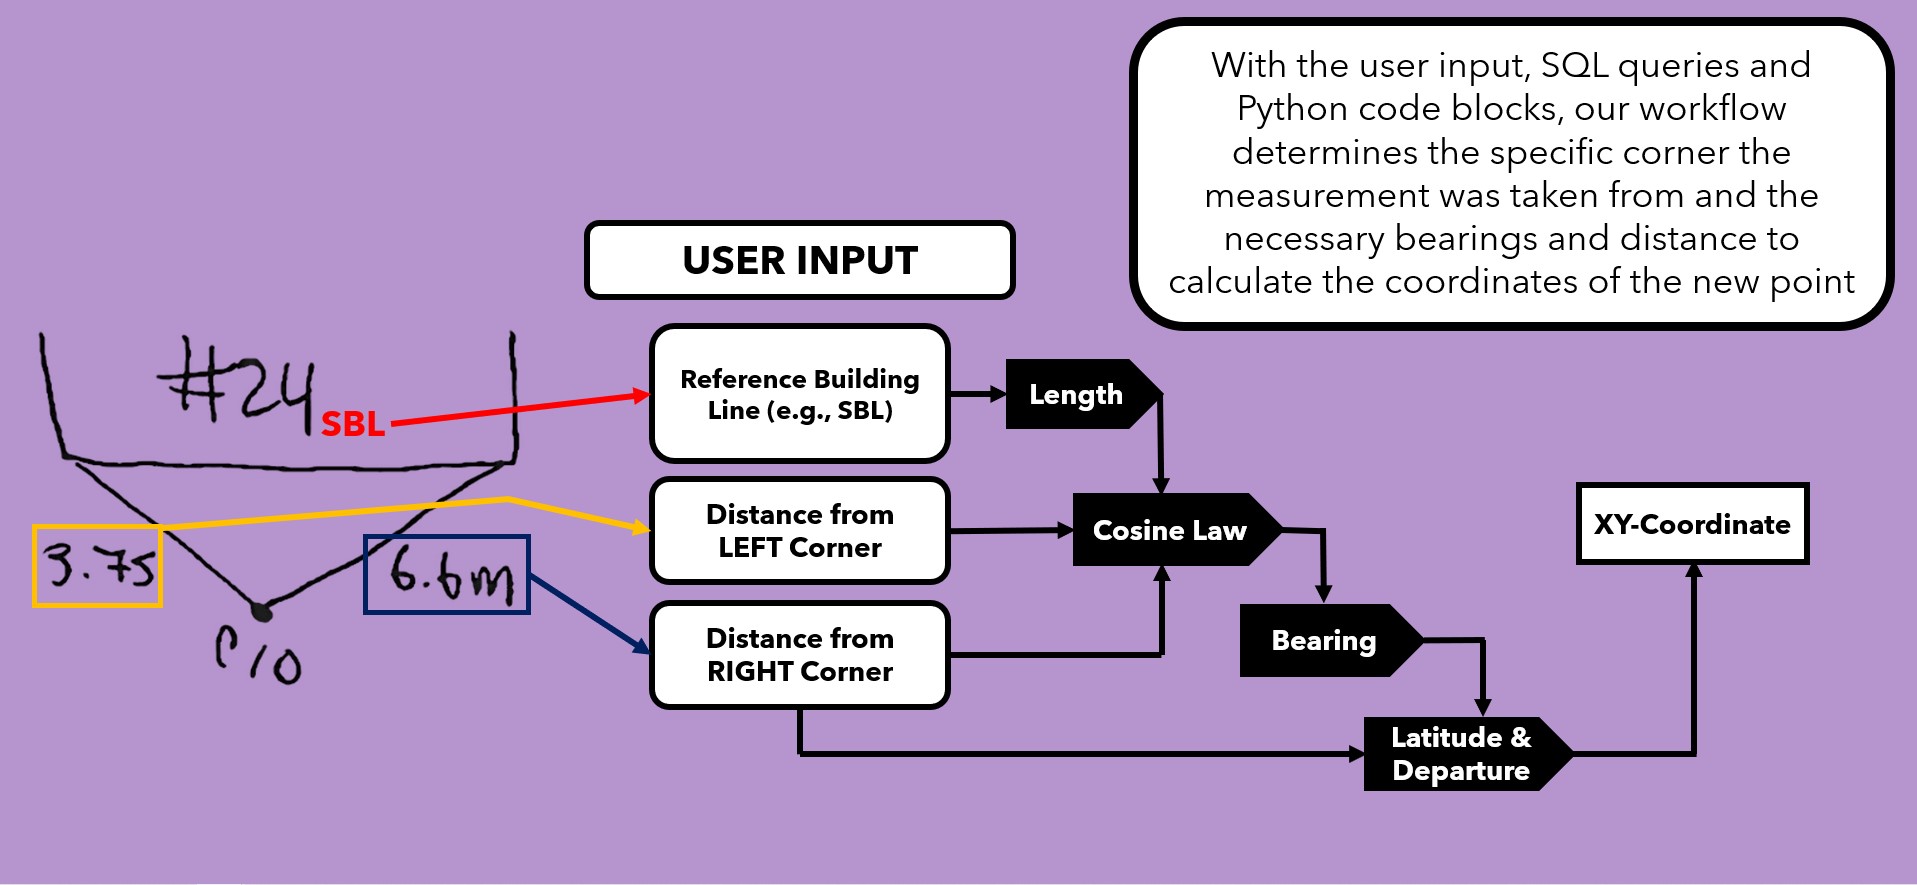 With the user input, SQL queries and
Python code blocks, our workflow
determines the specific corner the
measurement was taken from and the
necessary bearings and distance to
calculate the coordinates of the new point
USER INPUT
#24
SBL
Reference Building
Line (e.g., SBL)
Length
Distance from
LEFT Corner
Cosine Law
XY-Coordinate
3.75
6.6m
Distance from
RIGHT Corner
Bearing
P/O
Latitude &
Departure